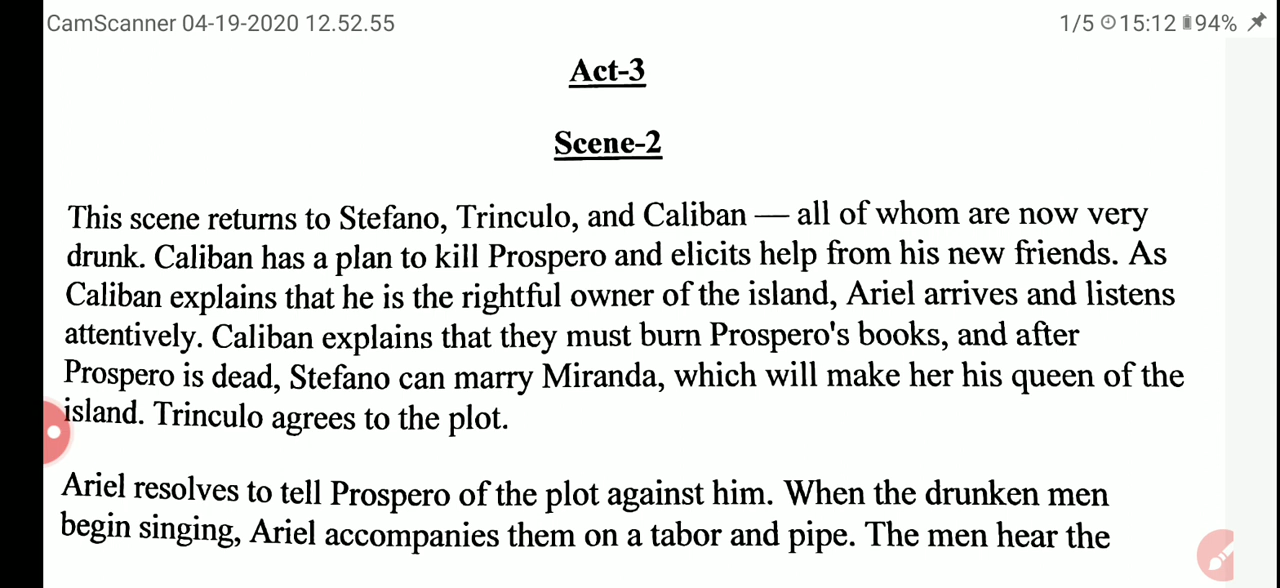 CamScanner 04-19-2020 12.52.55
1/5 15:12 94%
Act-3
Scene-2
This scene returns to Stefano, Trinculo, and Caliban — all of whom are now very
drunk. Caliban has a plan to kill Prospero and elicits help from his new friends. As
Caliban explains that he is the rightful owner of the island, Ariel arrives and listens
attentively. Caliban explains that they must burn Prospero's books, and after
Prospero is dead, Stefano can marry Miranda, which will make her his queen of the
island. Trinculo agrees to the plot.
Ariel resolves to tell Prospero of the plot against him. When the drunken men
begin singing, Ariel accompanies them on a tabor and pipe. The men hear the